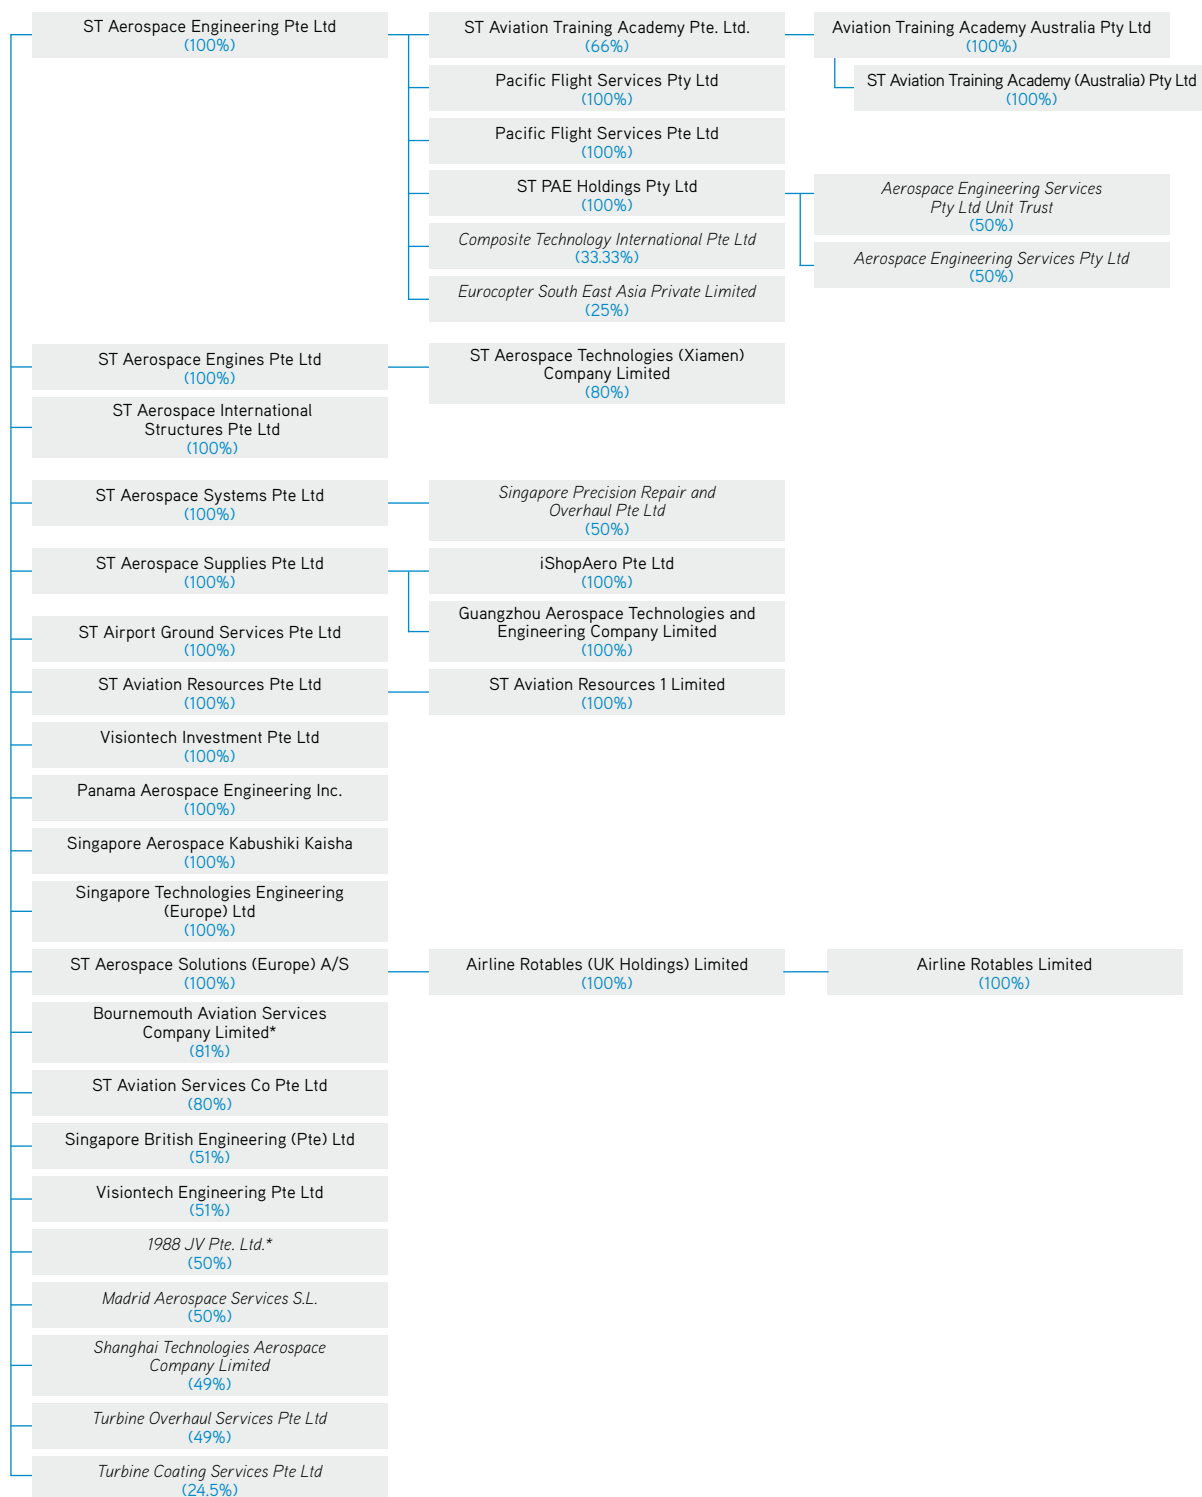 ST Aerospace Engineering Pte Ltd
(100%)
ST Aviation Training Academy Pte. Ltd.
(66%)
Aviation Training Academy Australia Pty Ltd
(100%)
ST Aviation Training Academy (Australia) Pty Ltd
(100%)
Pacific Flight Services Pty Ltd
(100%)
Pacific Flight Services Pte Ltd
(100%)
ST PAE Holdings Pty Ltd
(100%)
Aerospace Engineering Services
Pty Ltd Unit Trust
(50%)
Aerospace Engineering Services Pty Ltd
(50%)
Composite Technology International Pte Ltd
(33.33%)
Eurocopter South East Asia Private Limited
(25%)
ST Aerospace Engines Pte Ltd
(100%)
ST Aerospace Technologies (Xiamen)
Company Limited
(80%)
ST Aerospace International
Structures Pte Ltd
(100%)
ST Aerospace Systems Pte Ltd
(100%)
Singapore Precision Repair and
Overhaul Pte Ltd
(50%)
ST Aerospace Supplies Pte Ltd
(100%)
iShopAero Pte Ltd
(100%)
Guangzhou Aerospace Technologies and
Engineering Company Limited
(100%)
ST Airport Ground Services Pte Ltd
(100%)
ST Aviation Resources Pte Ltd
(100%)
ST Aviation Resources 1 Limited
(100%)
Visiontech Investment Pte Ltd
(100%)
Panama Aerospace Engineering Inc.
(100%)
Singapore Aerospace Kabushiki Kaisha
(100%)
Singapore Technologies Engineering
(Europe) Ltd
(100%)
ST Aerospace Solutions (Europe) A/S
(100%)
Airline Rotables (UK Holdings) Limited
(100%)
Airline Rotables Limited
(100%)
Bournemouth Aviation Services
Company Limited*
(81%)
ST Aviation Services Co Pte Ltd
(80%)
Singapore British Engineering (Pte) Ltd
(51%)
Visiontech Engineering Pte Ltd
(51%)
1988 JV Pte. Ltd.*
(50%)
Madrid Aerospace Services S.L.
(50%)
Shanghai Technologies Aerospace
Company Limited
(49%)
Turbine Overhaul Services Pte Ltd
(49%)
Turbine Coating Services Pte Ltd
(24.5%)